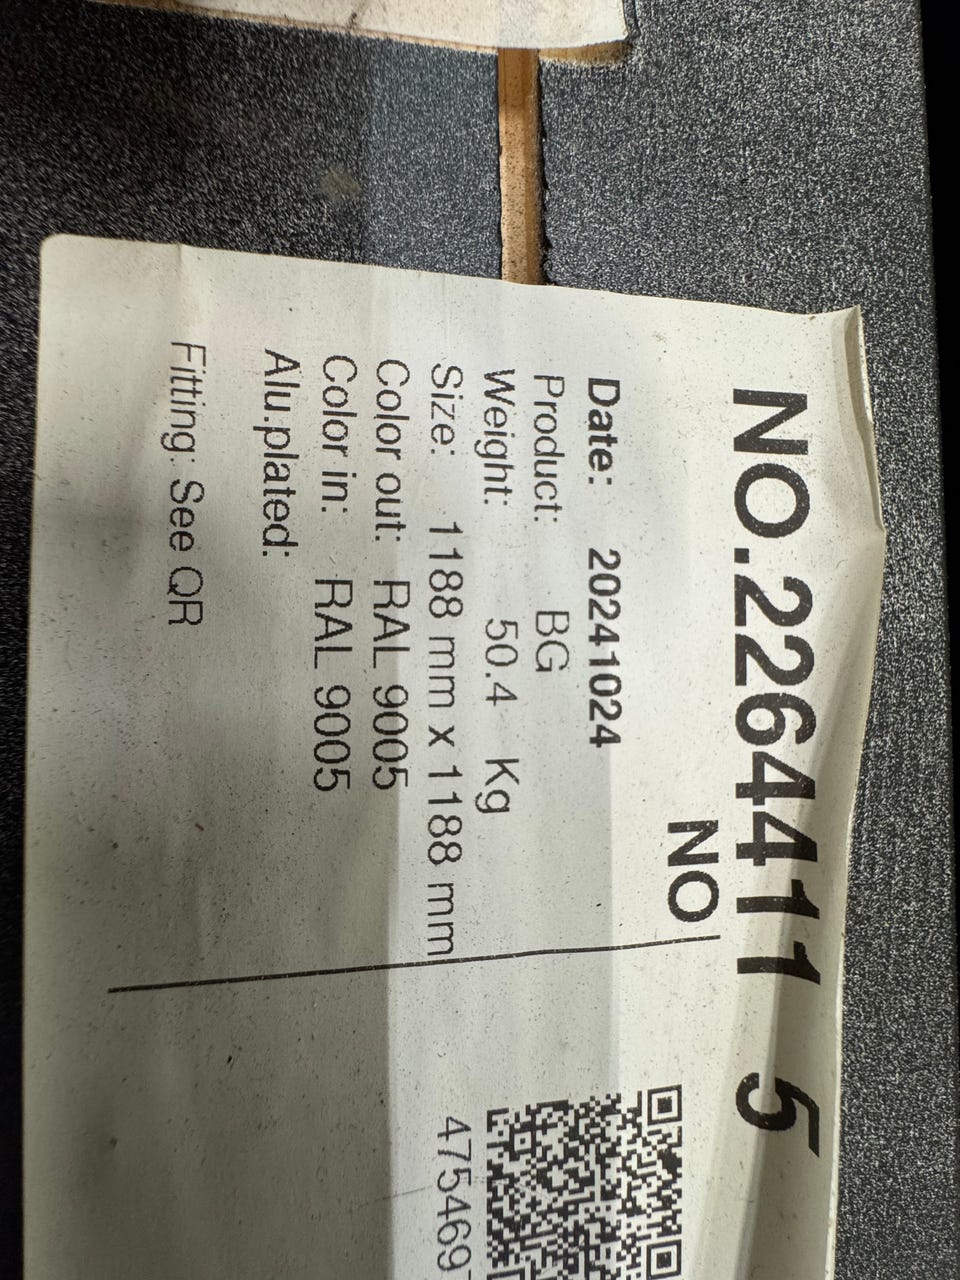 NO.2264411 5
NO
Date: 20241024
Product: BG
Weight: 50.4 Kg
Size: 1188 mm x 1188 mm
Color out: RAL 9005
Color in: RAL 9005
Alu.plated:
Fitting: See QR
475469